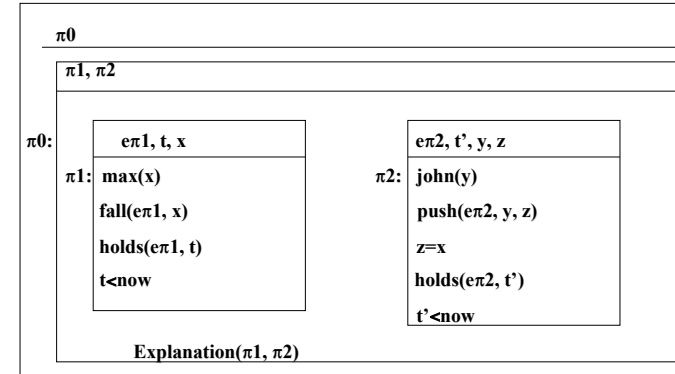 π0
π1, π2
π0:
eπ1, t, x
π1: max(x)
fall(eπ1, x)
holds(eπ1, t)
t<now
eπ2, t’, y, z
π2: john(y)
push(eπ2, y, z)
z=x
holds(eπ2, t’)
t’<now
Explanation(π1, π2)